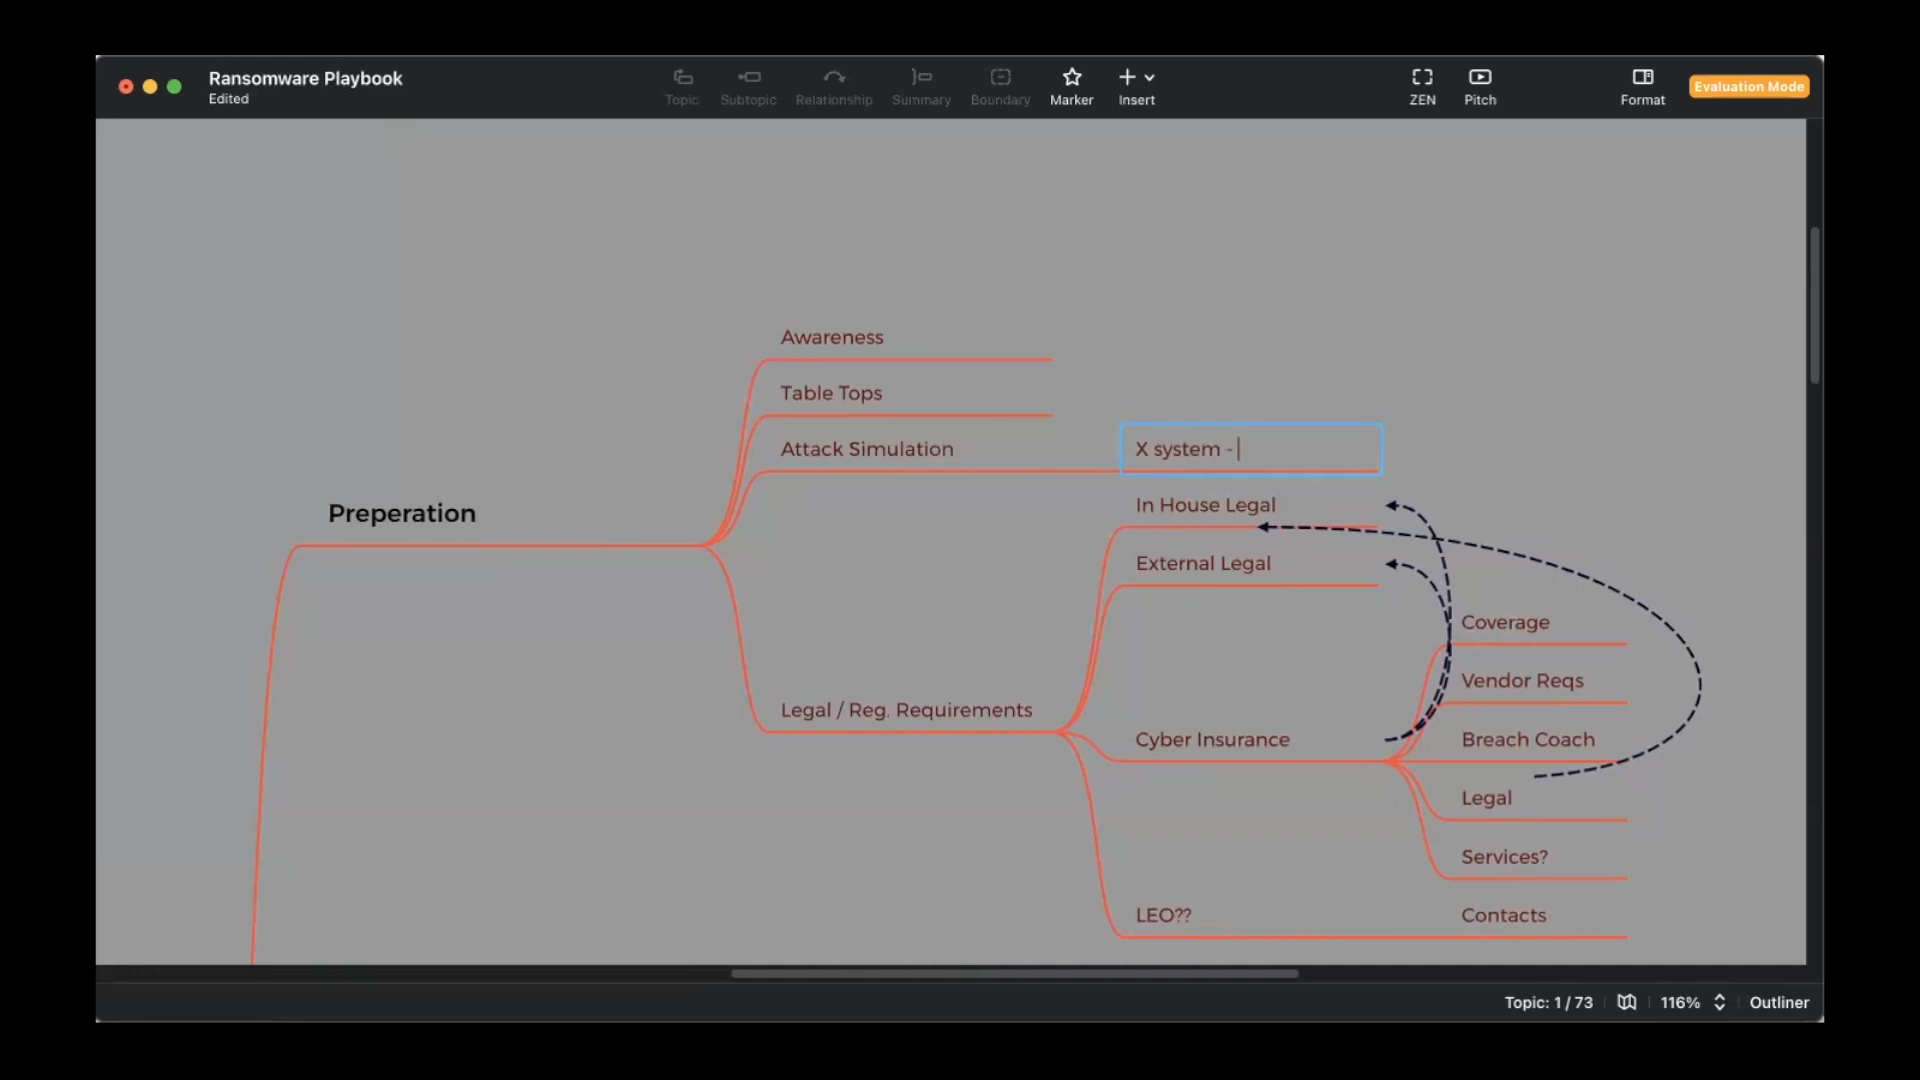 Ransomware Playbook
Edited
Topic
Subtopic
Relationship
Summary
Boundary
Marker
Insert
ZEN
Pitch
Format
Evaluation Mode
Awareness
Table Tops
Attack Simulation
X system -
Preperation
In House Legal
External Legal
Coverage
Vendor Reqs
Legal / Reg. Requirements
Cyber Insurance
Breach Coach
Legal
Services?
LEO??
Contacts
Topic: 1 / 73
116%
Outliner